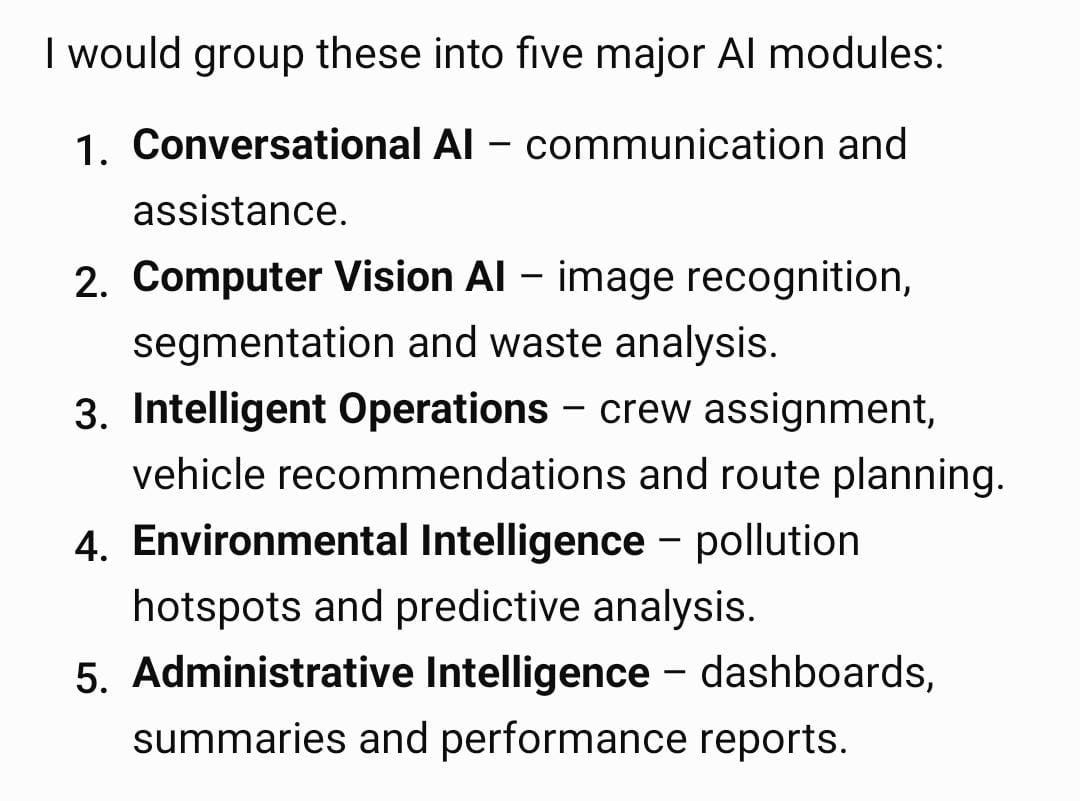 I would group these into five major AI modules:
1. Conversational AI – communication and
assistance.
2. Computer Vision AI – image recognition,
segmentation and waste analysis.
3. Intelligent Operations – crew assignment,
vehicle recommendations and route planning.
4. Environmental Intelligence – pollution
hotspots and predictive analysis.
5. Administrative Intelligence – dashboards,
summaries and performance reports.